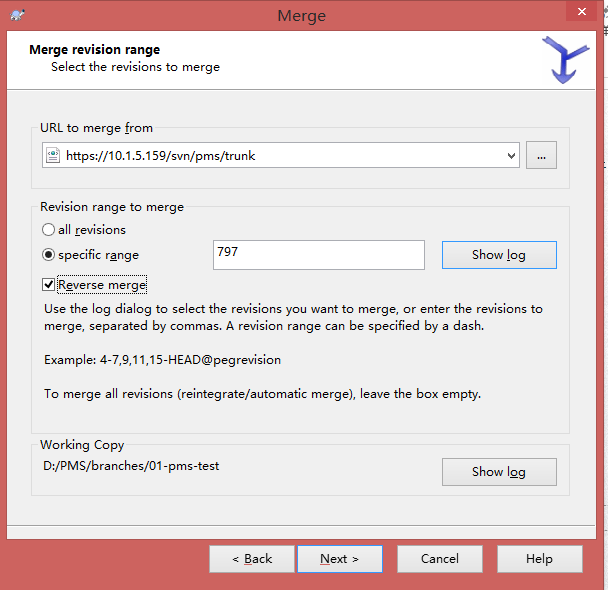 Merge
Merge revision range
Select the revisions to merge
URL to merge from
https://10.1.5.159/svn/pms/trunk
...
Revision range to merge
all revisions
specific range
797
Show log
Reverse merge
Use the log dialog to select the revisions you want to merge, or enter the revisions to
merge, separated by commas. A revision range can be specified by a dash.
Example: 4-7,9,11,15-HEAD@pegrevision
To merge all revisions (reintegrate/automatic merge), leave the box empty.
Working Copy
D:/PMS/branches/01-pms-test
Show log
< Back
Next >
Cancel
Help